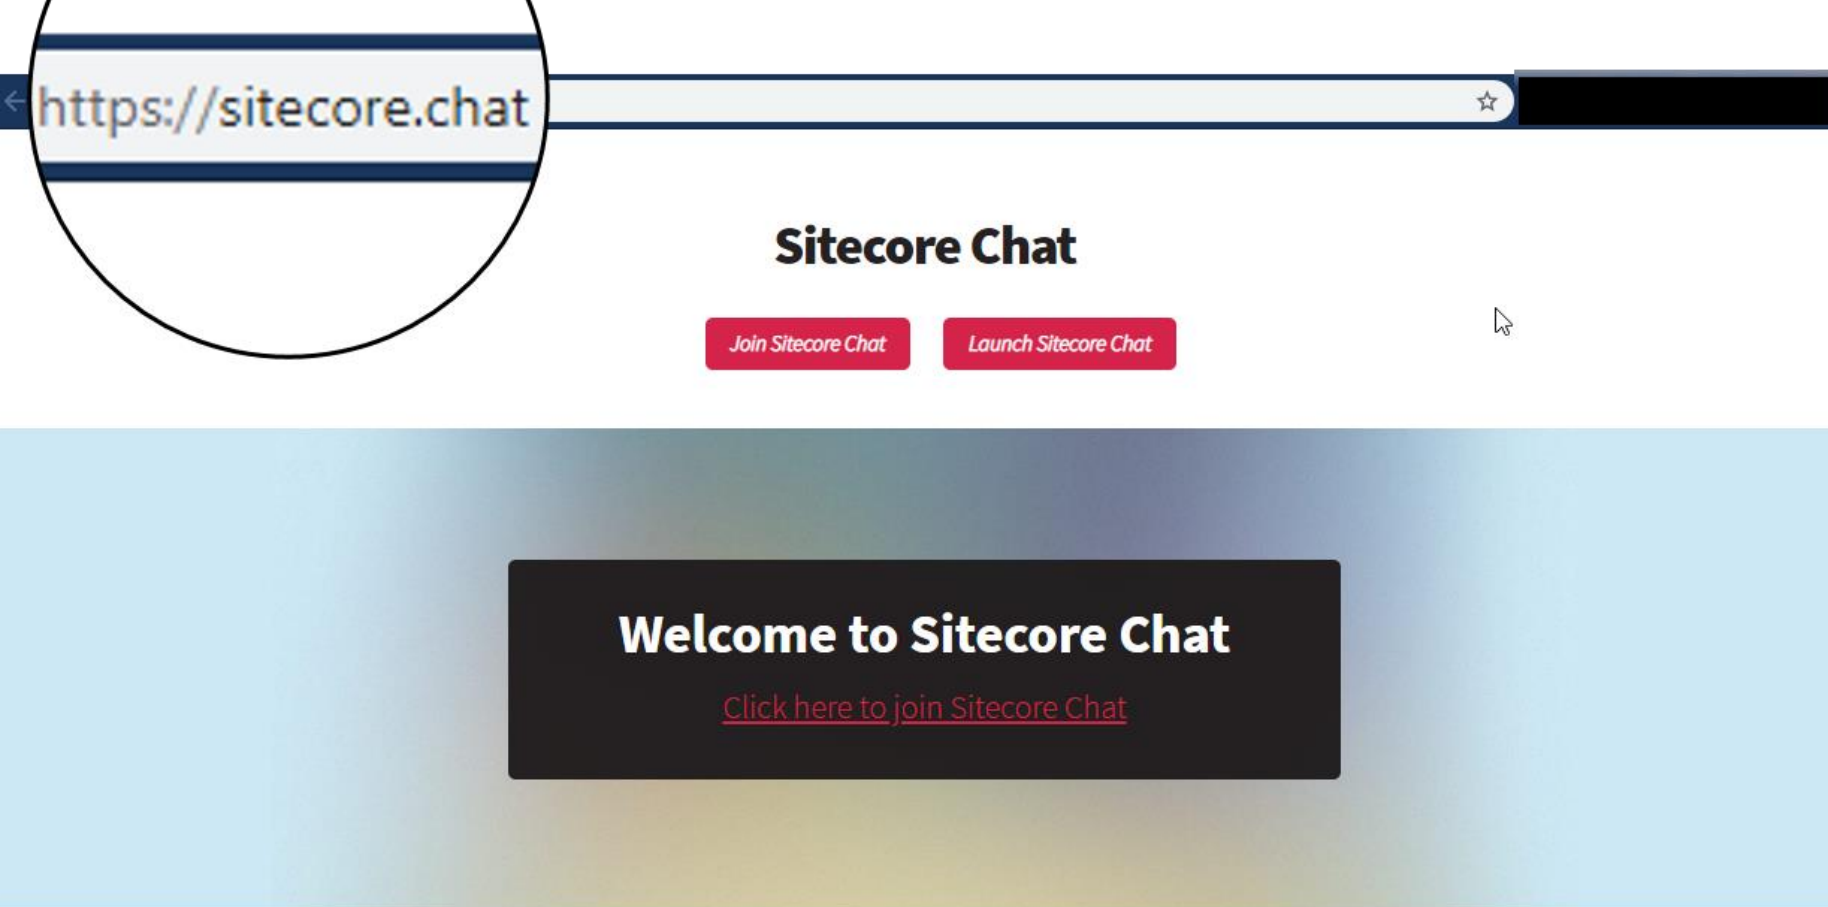 https://sitecore.chat
Sitecore Chat
Join Sitecore Chat
Launch Sitecore Chat
Welcome to Sitecore Chat
Click here to join Sitecore Chat